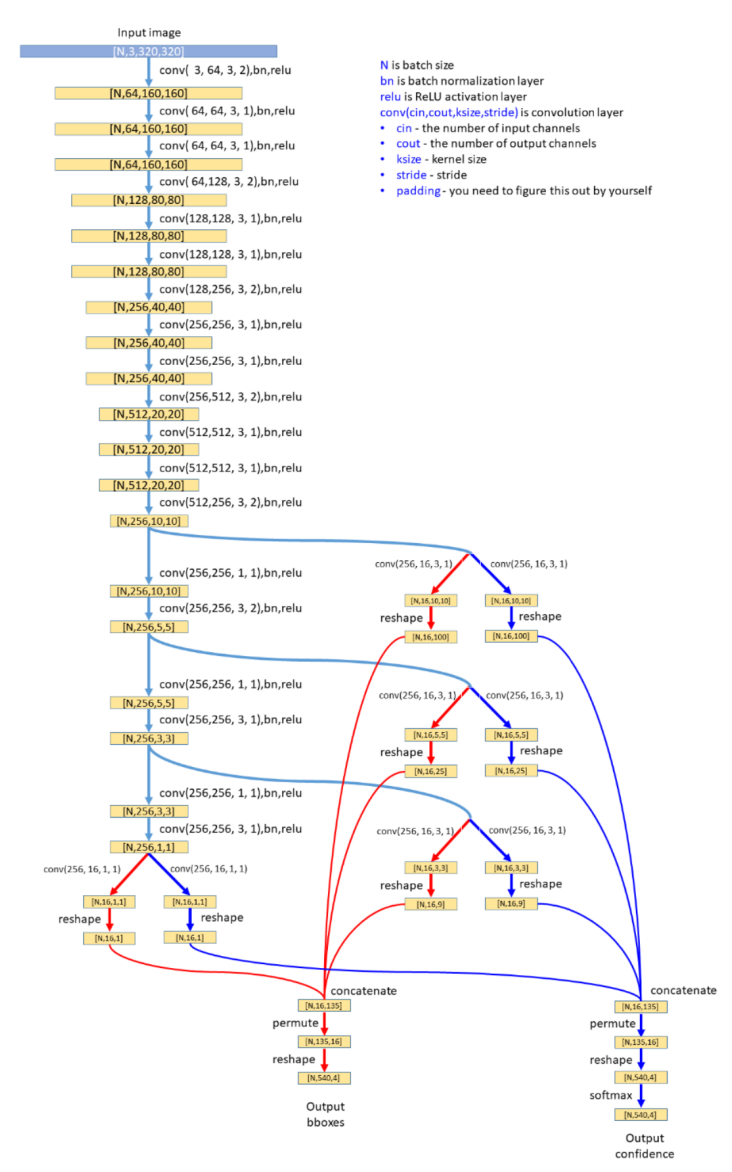 Input image
[N,3,320,320]
conv( 3, 64, 3, 2),bn,relu
[N,64,160,160]
conv( 64, 64, 3, 1),bn,relu
[N,64,160,160]
conv( 64, 64, 3, 1),bn,relu
[N,64,160,160]
conv( 64,128, 3, 2),bn,relu
[N,128,80,80]
conv(128,128, 3, 1),bn,relu
[N,128,80,80]
conv(128,128, 3, 1),bn,relu
[N,128,80,80]
conv(128,256, 3, 2),bn,relu
[N,256,40,40]
conv(256,256, 3, 1),bn,relu
[N,256,40,40]
conv(256,256, 3, 1),bn,relu
[N,256,40,40]
conv(256,512, 3, 2),bn,relu
[N,512,20,20]
conv(512,512, 3, 1),bn,relu
[N,512,20,20]
conv(512,512, 3, 1),bn,relu
[N,512,20,20]
conv(512,256, 3, 2),bn,relu
[N,256,10,10]
conv(256,256, 1, 1),bn,relu
[N,256,10,10]
conv(256,256, 3, 2),bn,relu
[N,256,5,5]
conv(256,256, 1, 1),bn,relu
[N,256,5,5]
conv(256,256, 3, 1),bn,relu
[N,256,3,3]
conv(256,256, 1, 1),bn,relu
[N,256,3,3]
conv(256,256, 3, 1),bn,relu
[N,256,1,1]
conv(256, 16, 1, 1)
conv(256, 16, 1, 1)
[N,16,1,1]
[N,16,1,1]
reshape
reshape
[N,16,1]
[N,16,1]
N is batch size
bn is batch normalization layer
relu is ReLU activation layer
conv(cin,cout,ksize,stride) is convolution layer
• cin - the number of input channels
• cout - the number of output channels
• ksize - kernel size
• stride - stride
• padding - you need to figure this out by yourself
conv(256, 16, 3, 1)
conv(256, 16, 3, 1)
[N,16,10,10]
[N,16,10,10]
reshape
reshape
[N,16,100]
[N,16,100]
conv(256, 16, 3, 1)
conv(256, 16, 3, 1)
[N,16,5,5]
[N,16,5,5]
reshape
reshape
[N,16,25]
[N,16,25]
conv(256, 16, 3, 1)
conv(256, 16, 3, 1)
[N,16,3,3]
[N,16,3,3]
reshape
reshape
[N,16,9]
[N,16,9]
concatenate
[N,16,135]
permute
[N,135,16]
reshape
[N,540,4]
Output
bboxes
concatenate
[N,16,135]
permute
[N,135,16]
reshape
[N,540,4]
softmax
[N,540,4]
Output
confidence